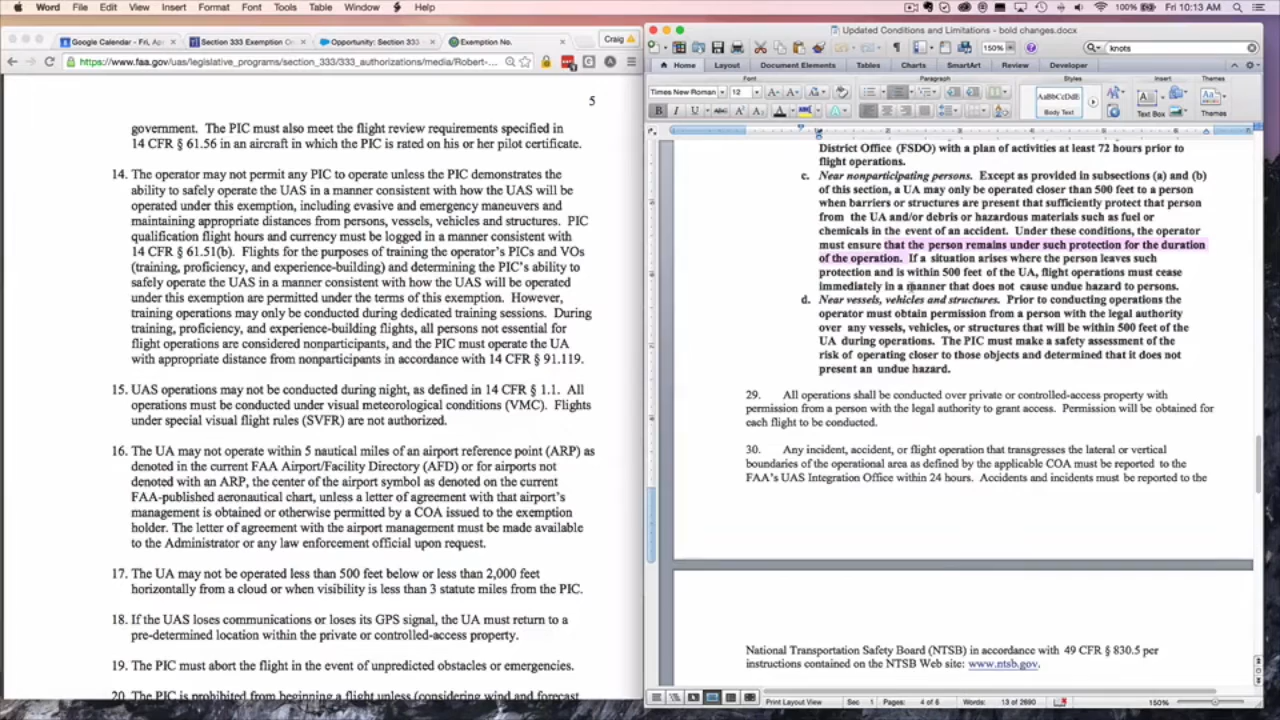 Word File Edit View Insert Format Font Tools Table Window Help
100% Fri 10:13 AM
Google Calendar - Fri, Ap
Section 333 Exemption O
Opportunity: Section 333
Exemption No.
Craig
https://www.faa.gov/uas/legislative_programs/section_333/333_authorizations/media/Robert-
5
government. The PIC must also meet the flight review requirements specified in
14 CFR § 61.56 in an aircraft in which the PIC is rated on his or her pilot certificate.
14. The operator may not permit any PIC to operate unless the PIC demonstrates the
ability to safely operate the UAS in a manner consistent with how the UAS will be
operated under this exemption, including evasive and emergency maneuvers and
maintaining appropriate distances from persons, vessels, vehicles and structures. PIC
qualification flight hours and currency must be logged in a manner consistent with
14 CFR § 61.51(b). Flights for the purposes of training the operator's PICs and VOs
(training, proficiency, and experience-building) and determining the PIC's ability to
safely operate the UAS in a manner consistent with how the UAS will be operated
under this exemption are permitted under the terms of this exemption. However,
training operations may only be conducted during dedicated training sessions. During
training, proficiency, and experience-building flights, all persons not essential for
flight operations are considered nonparticipants, and the PIC must operate the UA
with appropriate distance from nonparticipants in accordance with 14 CFR § 91.119.
15. UAS operations may not be conducted during night, as defined in 14 CFR § 1.1. All
operations must be conducted under visual meteorological conditions (VMC). Flights
under special visual flight rules (SVFR) are not authorized.
16. The UA may not operate within 5 nautical miles of an airport reference point (ARP) as
denoted in the current FAA Airport/Facility Directory (AFD) or for airports not
denoted with an ARP, the center of the airport symbol as denoted on the current
FAA-published aeronautical chart, unless a letter of agreement with that airport's
management is obtained or otherwise permitted by a COA issued to the exemption
holder. The letter of agreement with the airport management must be made available
to the Administrator or any law enforcement official upon request.
17. The UA may not be operated less than 500 feet below or less than 2,000 feet
horizontally from a cloud or when visibility is less than 3 statute miles from the PIC.
18. If the UAS loses communications or loses its GPS signal, the UA must return to a
pre-determined location within the private or controlled-access property.
19. The PIC must abort the flight in the event of unpredicted obstacles or emergencies.
20. The PIC is prohibited from beginning a flight unless (considering wind and forecast
Updated Conditions and Limitations - bold changes.docx
150% knots
Home Layout Document Elements Tables Charts SmartArt Review Developer
Font Paragraph Styles Insert Themes
Times New Roman 12
AaBbCcDdE
Body Text
Text Box Themes
B I U ABC
District Office (FSDO) with a plan of activities at least 72 hours prior to
flight operations.
c. Near nonparticipating persons. Except as provided in subsections (a) and (b)
of this section, a UA may only be operated closer than 500 feet to a person
when barriers or structures are present that sufficiently protect that person
from the UA and/or debris or hazardous materials such as fuel or
chemicals in the event of an accident. Under these conditions, the operator
must ensure that the person remains under such protection for the duration
of the operation. If a situation arises where the person leaves such
protection and is within 500 feet of the UA, flight operations must cease
immediately in a manner that does not cause undue hazard to persons.
d. Near vessels, vehicles and structures. Prior to conducting operations the
operator must obtain permission from a person with the legal authority
over any vessels, vehicles, or structures that will be within 500 feet of the
UA during operations. The PIC must make a safety assessment of the
risk of operating closer to those objects and determined that it does not
present an undue hazard.
29. All operations shall be conducted over private or controlled-access property with
permission from a person with the legal authority to grant access. Permission will be obtained for
each flight to be conducted.
30. Any incident, accident, or flight operation that transgresses the lateral or vertical
boundaries of the operational area as defined by the applicable COA must be reported to the
FAA's UAS Integration Office within 24 hours. Accidents and incidents must be reported to the
National Transportation Safety Board (NTSB) in accordance with 49 CFR § 830.5 per
instructions contained on the NTSB Web site: www.ntsb.gov.
Print Layout View Sec 1 Pages: 4 of 6 Words: 13 of 2690 150%